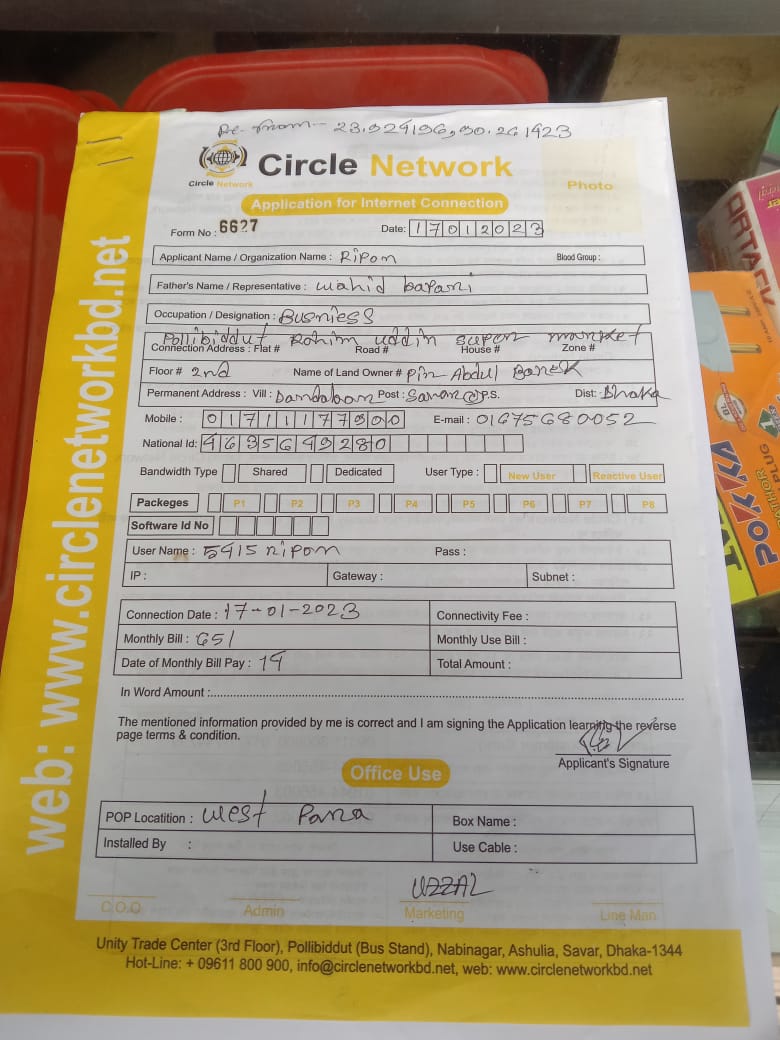 23.929196,90.261923
Circle Network
Circle Network
Photo
Application for Internet Connection
Form No : 6627 Date: 17012023
Applicant Name / Organization Name : Ripon Blood Group :
Father's Name / Representative : wahid bapari
Occupation / Designation : Busniess
Pollibiddut Rohim uddin super market
Connection Address : Flat # Road # House # Zone #
Floor # 2nd Name of Land Owner # Pir Abdul Barek
Permanent Address : Vill : Dandabar Post : Savar P.S. Dist: Dhaka
Mobile : 01711177900 E-mail : 01675680052
National Id: 4635649280
Bandwidth Type Shared Dedicated User Type : New User Reactive User
Packeges P1 P2 P3 P4 P5 P6 P7 P8
Software Id No
User Name : 5415 ripon Pass :
IP : Gateway : Subnet :
Connection Date : 17-01-2023 Connectivity Fee :
Monthly Bill : 651 Monthly Use Bill :
Date of Monthly Bill Pay : 19 Total Amount :
In Word Amount :
The mentioned information provided by me is correct and I am signing the Application learning the reverse
page terms & condition.
Applicant's Signature
Office Use
POP Locatition : west Para Box Name :
Installed By : Use Cable :
UZZAL
C.O.O Admin Marketing Line Man
Unity Trade Center (3rd Floor), Pollibiddut (Bus Stand), Nabinagar, Ashulia, Savar, Dhaka-1344
Hot-Line: + 09611 800 900, info@circlenetworkbd.net, web: www.circlenetworkbd.net
web: www.circlenetworkbd.net